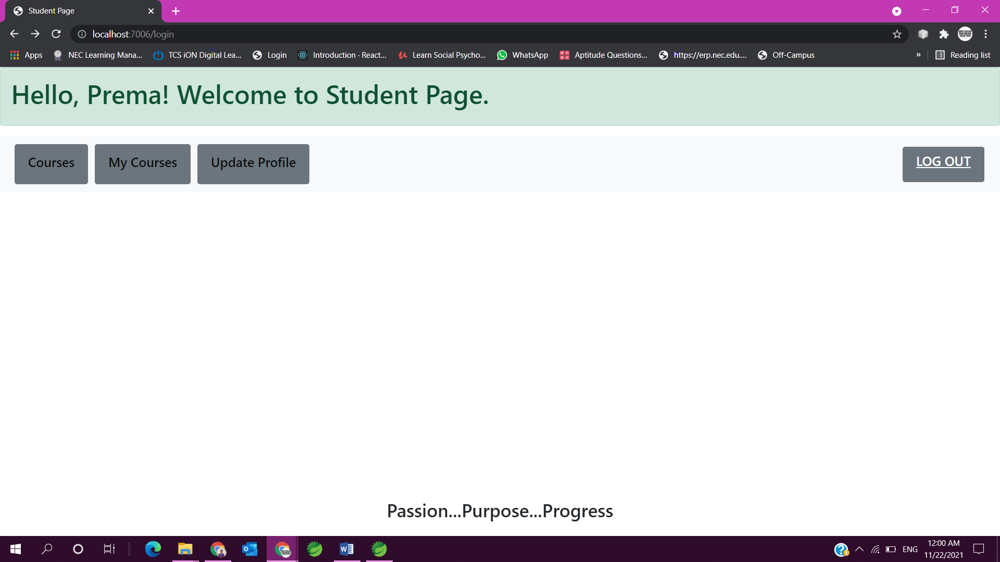 Student Page
localhost:7006/login
Apps NEC Learning Mana... TCS iON Digital Lea... Login Introduction · React... Learn Social Psycho... WhatsApp Aptitude Questions... https://erp.nec.edu.... Off-Campus » Reading list
Hello, Prema! Welcome to Student Page.
Courses My Courses Update Profile LOG OUT
Passion...Purpose...Progress
ENG
12:00 AM
11/22/2021